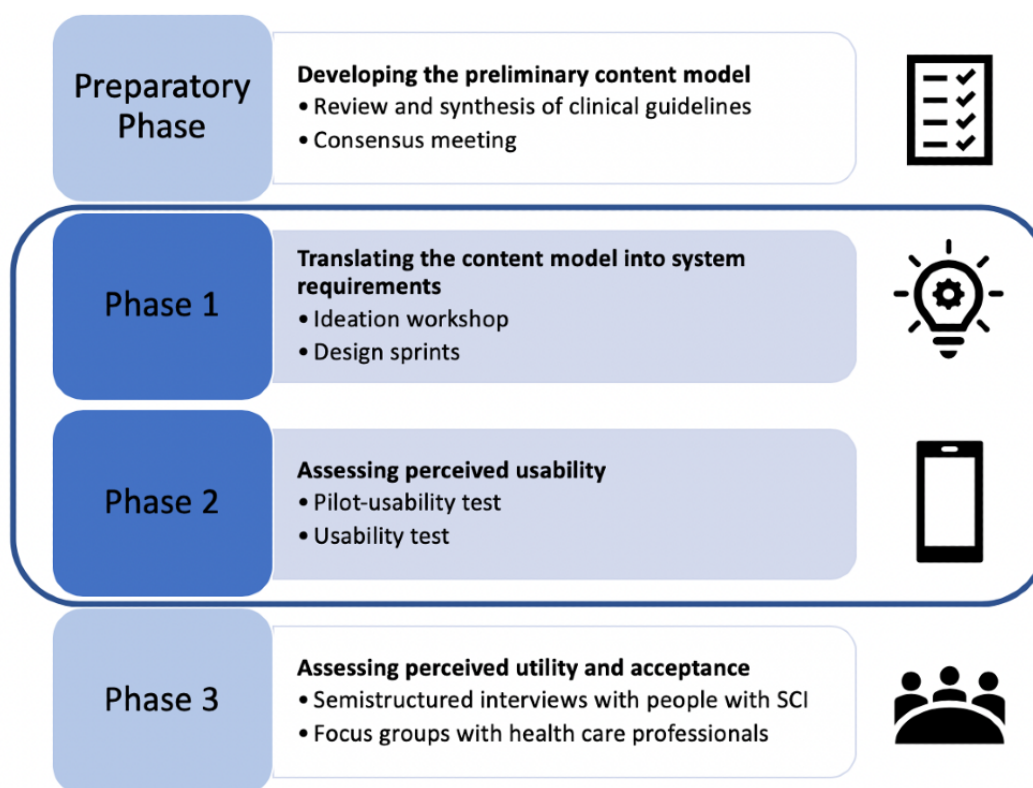 Preparatory
Phase
Developing the preliminary content model
• Review and synthesis of clinical guidelines
• Consensus meeting
Phase 1
Translating the content model into system
requirements
• Ideation workshop
• Design sprints
Phase 2
Assessing perceived usability
• Pilot-usability test
• Usability test
Phase 3
Assessing perceived utility and acceptance
• Semistructured interviews with people with SCI
• Focus groups with health care professionals